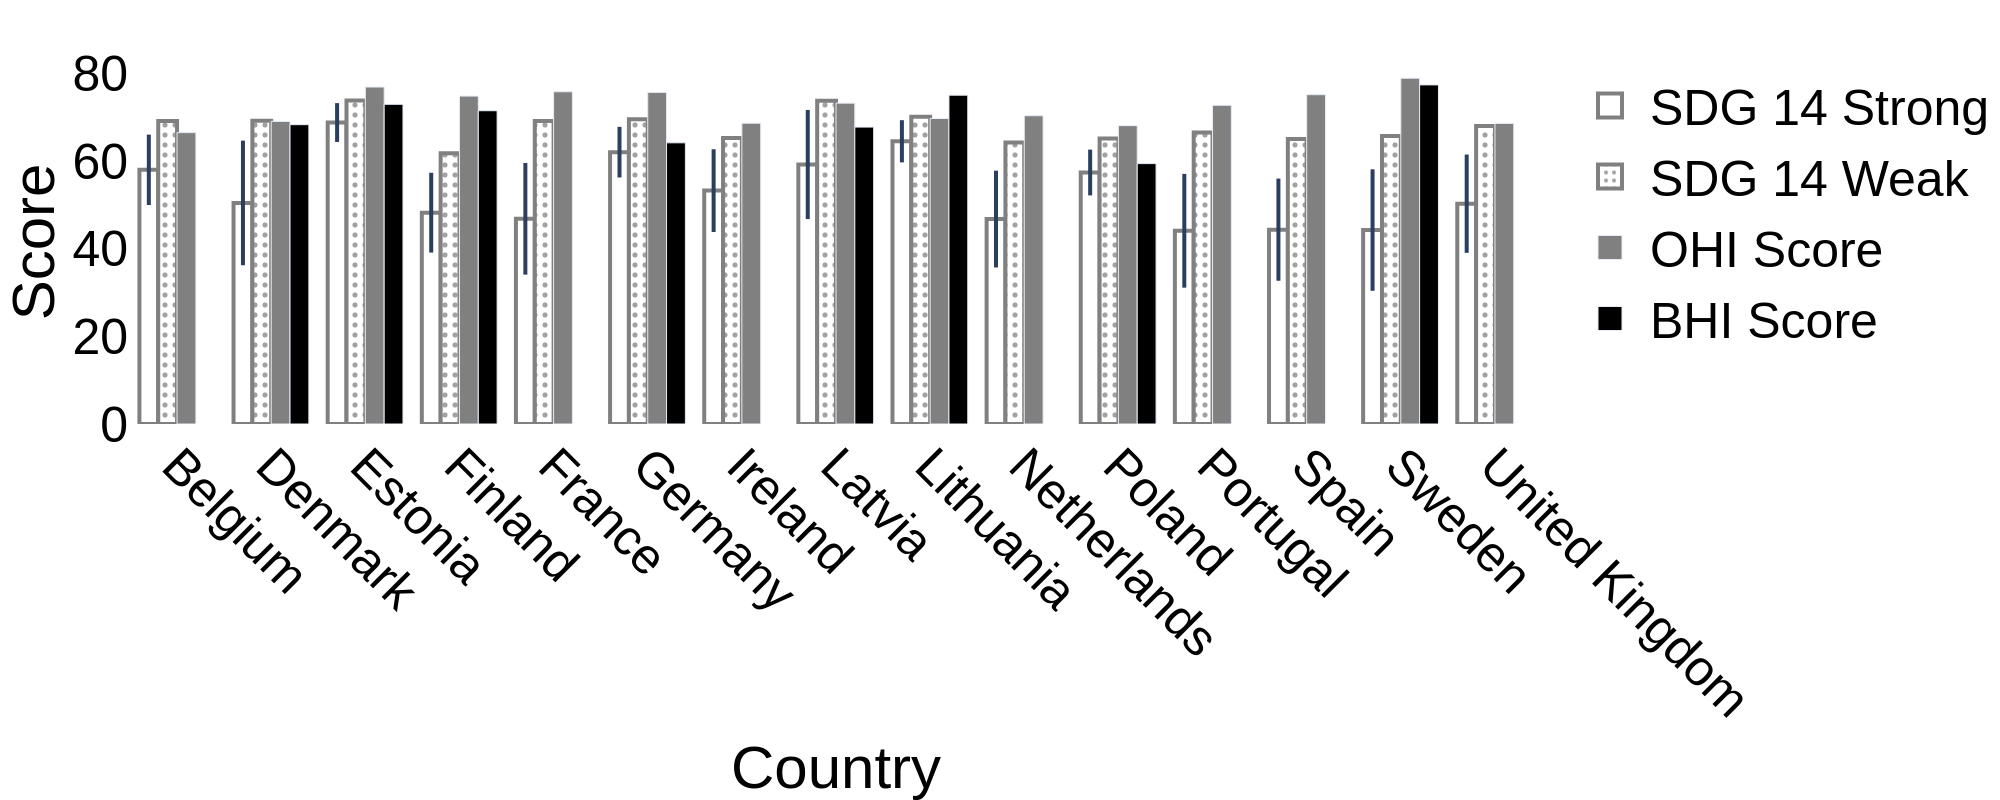 80
60
40
20
0
Score
Belgium
Denmark
Estonia
Finland
France
Germany
Ireland
Latvia
Lithuania
Netherlands
Poland
Portugal
Spain
Sweden
United Kingdom
Country
SDG 14 Strong
SDG 14 Weak
OHI Score
BHI Score